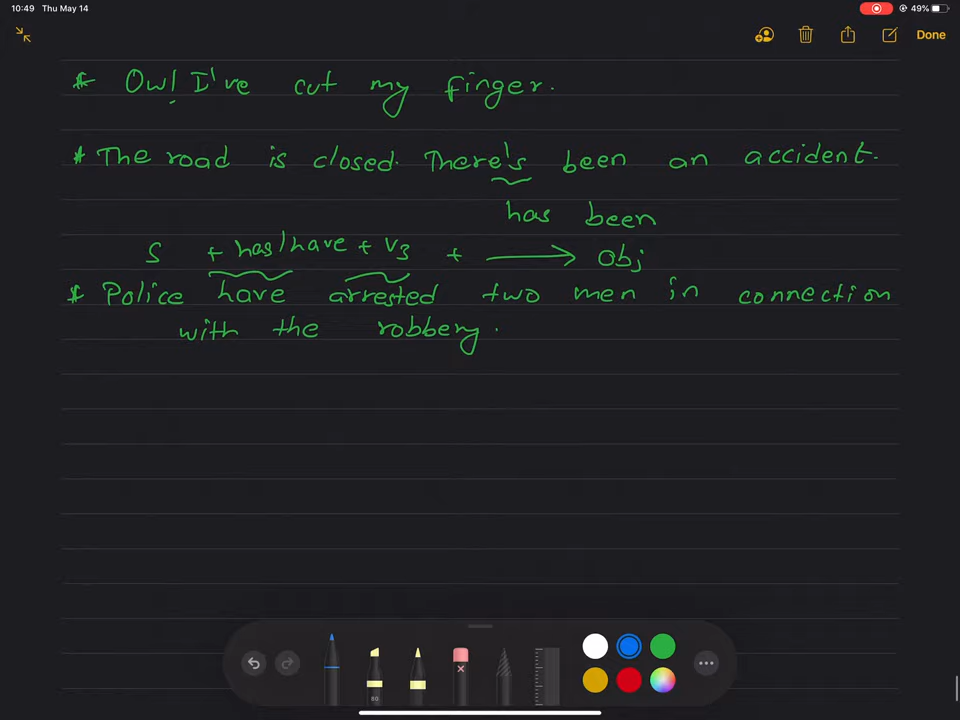 10:49 Thu May 14
49%
Done
* Ow! I've cut my finger.
* The road is closed. There's been an accident.
has been
S + has/have + V3 + → Obj
* Police have arrested two men in connection
with the robbery.
80